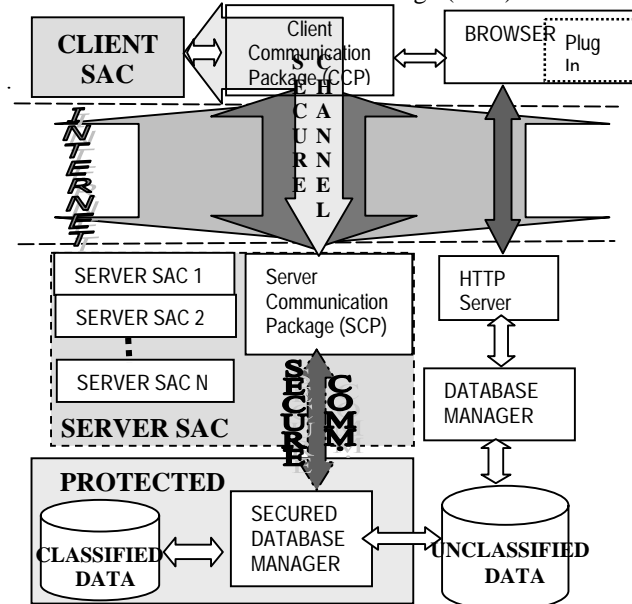 CLIENT
SAC
Client
Communication
Package (CCP)
BROWSER
Plug
In
.
SECURE
CHANNEL
INTERNET
SERVER SAC 1
SERVER SAC 2
SERVER SAC N
SERVER SAC
Server
Communication
Package (SCP)
HTTP
Server
SECURE
COMM.
DATABASE
MANAGER
PROTECTED
CLASSIFIED
DATA
SECURED
DATABASE
MANAGER
UNCLASSIFIED
DATA